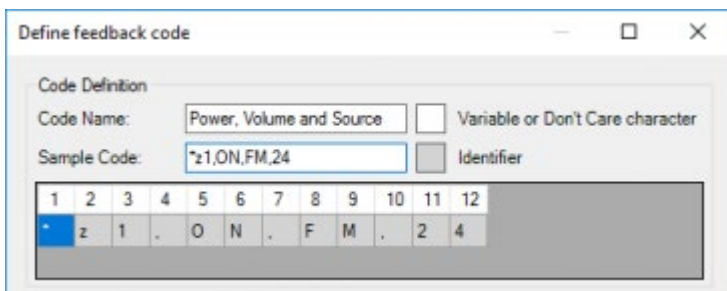 Define feedback code
Code Definition
Code Name: Power, Volume and Source Variable or Don't Care character
Sample Code: *z1,ON,FM,24 Identifier
1 2 3 4 5 6 7 8 9 10 11 12
* z 1 , O N , F M , 2 4